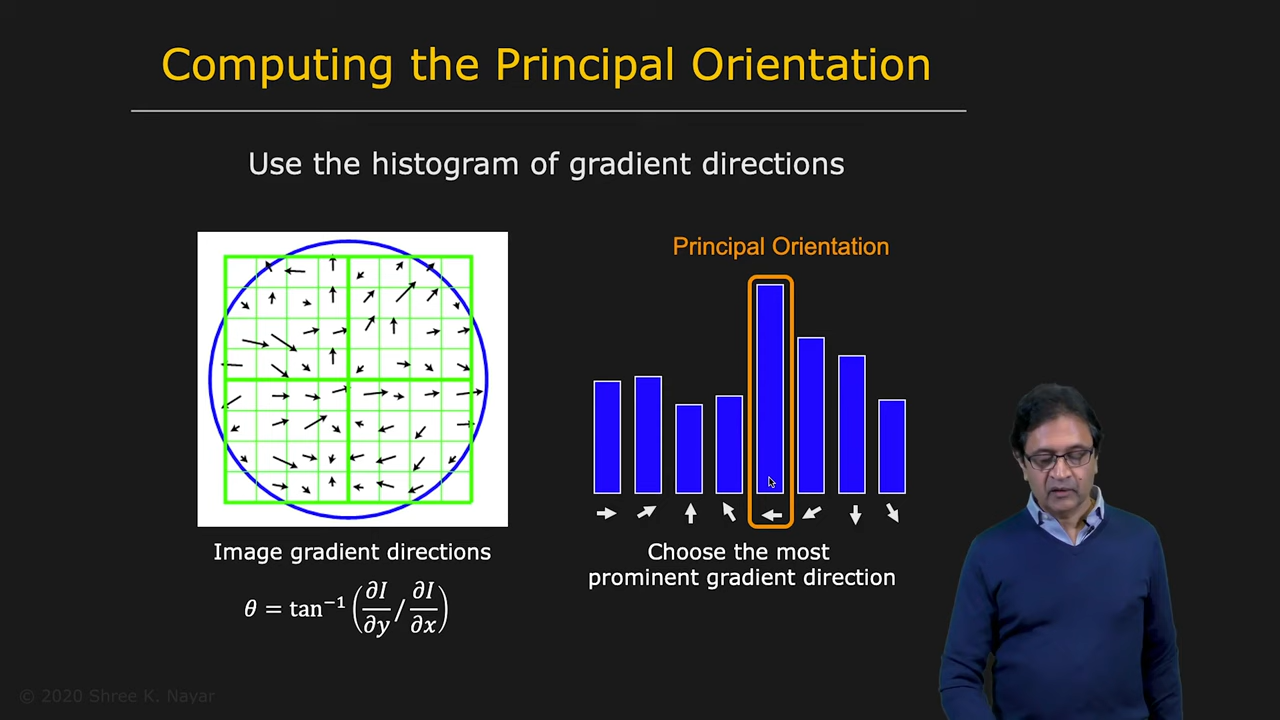 Computing the Principal Orientation
Use the histogram of gradient directions
Principal Orientation
Image gradient directions
θ = tan⁻¹ (∂I/∂y / ∂I/∂x)
Choose the most
prominent gradient direction
© 2020 Shree K. Nayar